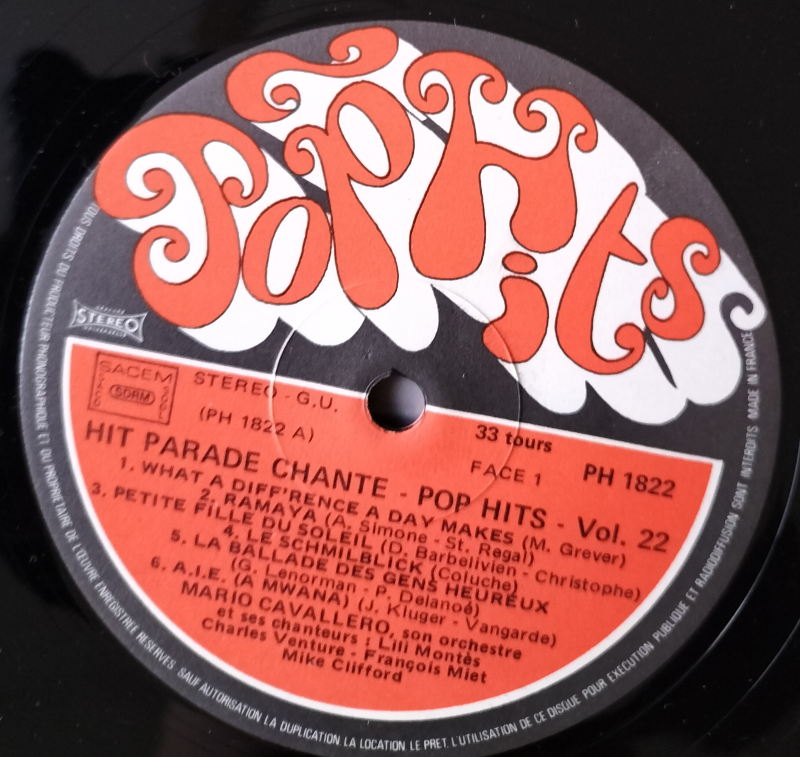 Pop Hits
GRAVURE
STEREO
UNIVERSELLE
SACEM
SDRM
STEREO - G.U.
(PH 1822 A)
33 tours
FACE 1
PH 1822
HIT PARADE CHANTE - POP HITS - Vol. 22
1. WHAT A DIFF'RENCE A DAY MAKES (M. Grever)
2. RAMAYA (A. Simone - St. Regal)
3. PETITE FILLE DU SOLEIL (D. Barbelivien - Christophe)
4. LE SCHMILBLICK (Coluche)
5. LA BALLADE DES GENS HEUREUX
(G. Lenorman - P. Delanoé)
6. A.I.E. (A MWANA) (J. Kluger - Vangarde)
MARIO CAVALLERO, son orchestre
et ses chanteurs : Lili Montès
Charles Venture - François Miet
Mike Clifford
TOUS DROITS DU PRODUCTEUR PHONOGRAPHIQUE ET DU PROPRIETAIRE DE L'ŒUVRE ENREGISTREE RESERVES SAUF AUTORISATION LA DUPLICATION LA LOCATION LE PRET L'UTILISATION DE CE DISQUE POUR EXECUTION PUBLIQUE ET RADIODIFFUSION SONT INTERDITS MADE IN FRANCE